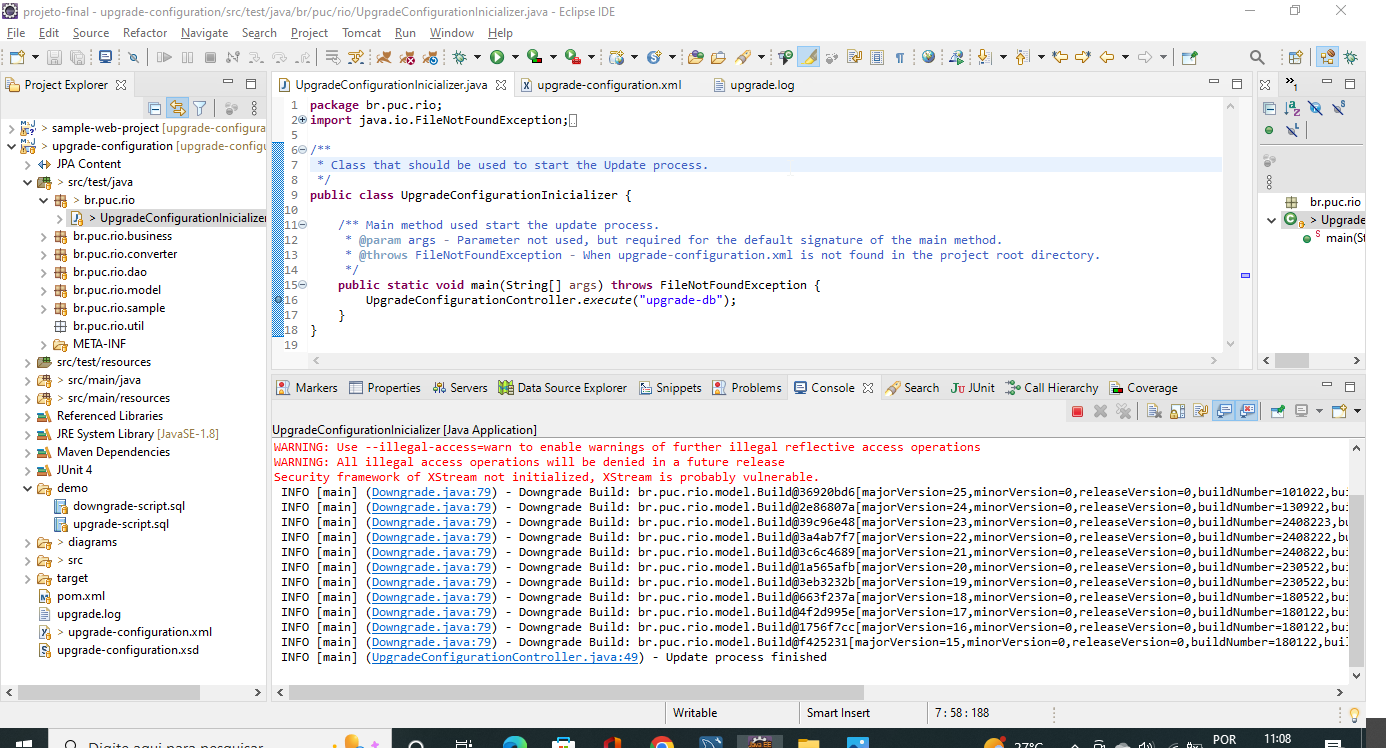 projeto-final - upgrade-configuration/src/test/java/br/puc/rio/UpgradeConfigurationInicializer.java - Eclipse IDE
File Edit Source Refactor Navigate Search Project Tomcat Run Window Help
Project Explorer
> sample-web-project [upgrade-configura
> upgrade-configuration [upgrade-config
JPA Content
> src/test/java
> br.puc.rio
> UpgradeConfigurationInicializer
br.puc.rio.business
br.puc.rio.converter
br.puc.rio.dao
br.puc.rio.model
br.puc.rio.sample
br.puc.rio.util
META-INF
src/test/resources
> src/main/java
> src/main/resources
Referenced Libraries
JRE System Library [JavaSE-1.8]
Maven Dependencies
JUnit 4
demo
downgrade-script.sql
upgrade-script.sql
> diagrams
> src
target
pom.xml
upgrade.log
> upgrade-configuration.xml
upgrade-configuration.xsd
UpgradeConfigurationInicializer.java upgrade-configuration.xml upgrade.log
1 package br.puc.rio;
2 import java.io.FileNotFoundException;
5
6 /**
7 * Class that should be used to start the Update process.
8 */
9 public class UpgradeConfigurationInicializer {
10
11 /** Main method used start the update process.
12 * @param args - Parameter not used, but required for the default signature of the main method.
13 * @throws FileNotFoundException - When upgrade-configuration.xml is not found in the project root directory.
14 */
15 public static void main(String[] args) throws FileNotFoundException {
16 UpgradeConfigurationController.execute("upgrade-db");
17 }
18 }
19
1
br.puc.rio
> Upgrade
main(St
Markers Properties Servers Data Source Explorer Snippets Problems Console Search JUnit Call Hierarchy Coverage
UpgradeConfigurationInicializer [Java Application]
WARNING: Use --illegal-access=warn to enable warnings of further illegal reflective access operations
WARNING: All illegal access operations will be denied in a future release
Security framework of XStream not initialized, XStream is probably vulnerable.
INFO [main] (Downgrade.java:79) - Downgrade Build: br.puc.rio.model.Build@36920bd6[majorVersion=25,minorVersion=0,releaseVersion=0,buildNumber=101022,bui
INFO [main] (Downgrade.java:79) - Downgrade Build: br.puc.rio.model.Build@2e86807a[majorVersion=24,minorVersion=0,releaseVersion=0,buildNumber=130922,bui
INFO [main] (Downgrade.java:79) - Downgrade Build: br.puc.rio.model.Build@39c96e48[majorVersion=23,minorVersion=0,releaseVersion=0,buildNumber=2408223,bu
INFO [main] (Downgrade.java:79) - Downgrade Build: br.puc.rio.model.Build@3a4ab7f7[majorVersion=22,minorVersion=0,releaseVersion=0,buildNumber=2408222,bu
INFO [main] (Downgrade.java:79) - Downgrade Build: br.puc.rio.model.Build@3c6c4689[majorVersion=21,minorVersion=0,releaseVersion=0,buildNumber=240822,bui
INFO [main] (Downgrade.java:79) - Downgrade Build: br.puc.rio.model.Build@1a565afb[majorVersion=20,minorVersion=0,releaseVersion=0,buildNumber=230522,bui
INFO [main] (Downgrade.java:79) - Downgrade Build: br.puc.rio.model.Build@3eb3232b[majorVersion=19,minorVersion=0,releaseVersion=0,buildNumber=230522,bui
INFO [main] (Downgrade.java:79) - Downgrade Build: br.puc.rio.model.Build@663f237a[majorVersion=18,minorVersion=0,releaseVersion=0,buildNumber=180522,bui
INFO [main] (Downgrade.java:79) - Downgrade Build: br.puc.rio.model.Build@4f2d995e[majorVersion=17,minorVersion=0,releaseVersion=0,buildNumber=180122,bui
INFO [main] (Downgrade.java:79) - Downgrade Build: br.puc.rio.model.Build@1756f7cc[majorVersion=16,minorVersion=0,releaseVersion=0,buildNumber=180122,bui
INFO [main] (Downgrade.java:79) - Downgrade Build: br.puc.rio.model.Build@f425231[majorVersion=15,minorVersion=0,releaseVersion=0,buildNumber=180122,buil
INFO [main] (UpgradeConfigurationController.java:49) - Update process finished
Writable Smart Insert 7 : 58 : 188
Digite aqui para pesquisar 27°C POR 11:08